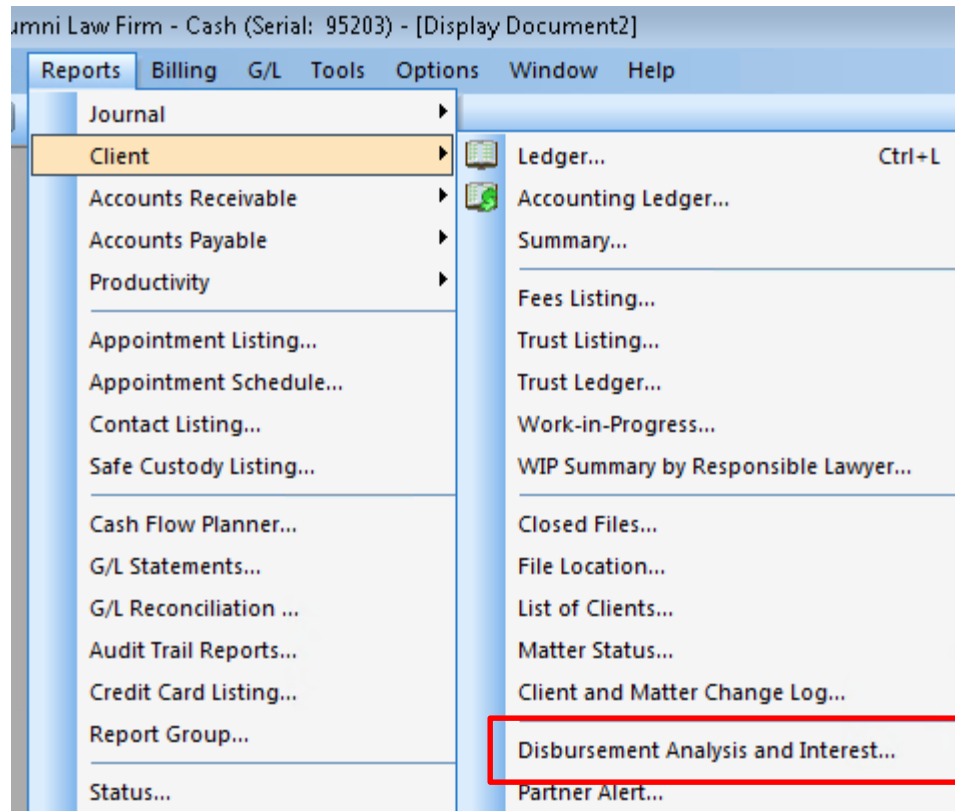 umni Law Firm - Cash (Serial: 95203) - [Display Document2]
Reports Billing G/L Tools Options Window Help
Journal
Client
Accounts Receivable
Accounts Payable
Productivity
Appointment Listing...
Appointment Schedule...
Contact Listing...
Safe Custody Listing...
Cash Flow Planner...
G/L Statements...
G/L Reconciliation ...
Audit Trail Reports...
Credit Card Listing...
Report Group...
Status...
Ledger... Ctrl+L
Accounting Ledger...
Summary...
Fees Listing...
Trust Listing...
Trust Ledger...
Work-in-Progress...
WIP Summary by Responsible Lawyer...
Closed Files...
File Location...
List of Clients...
Matter Status...
Client and Matter Change Log...
Disbursement Analysis and Interest...
Partner Alert...